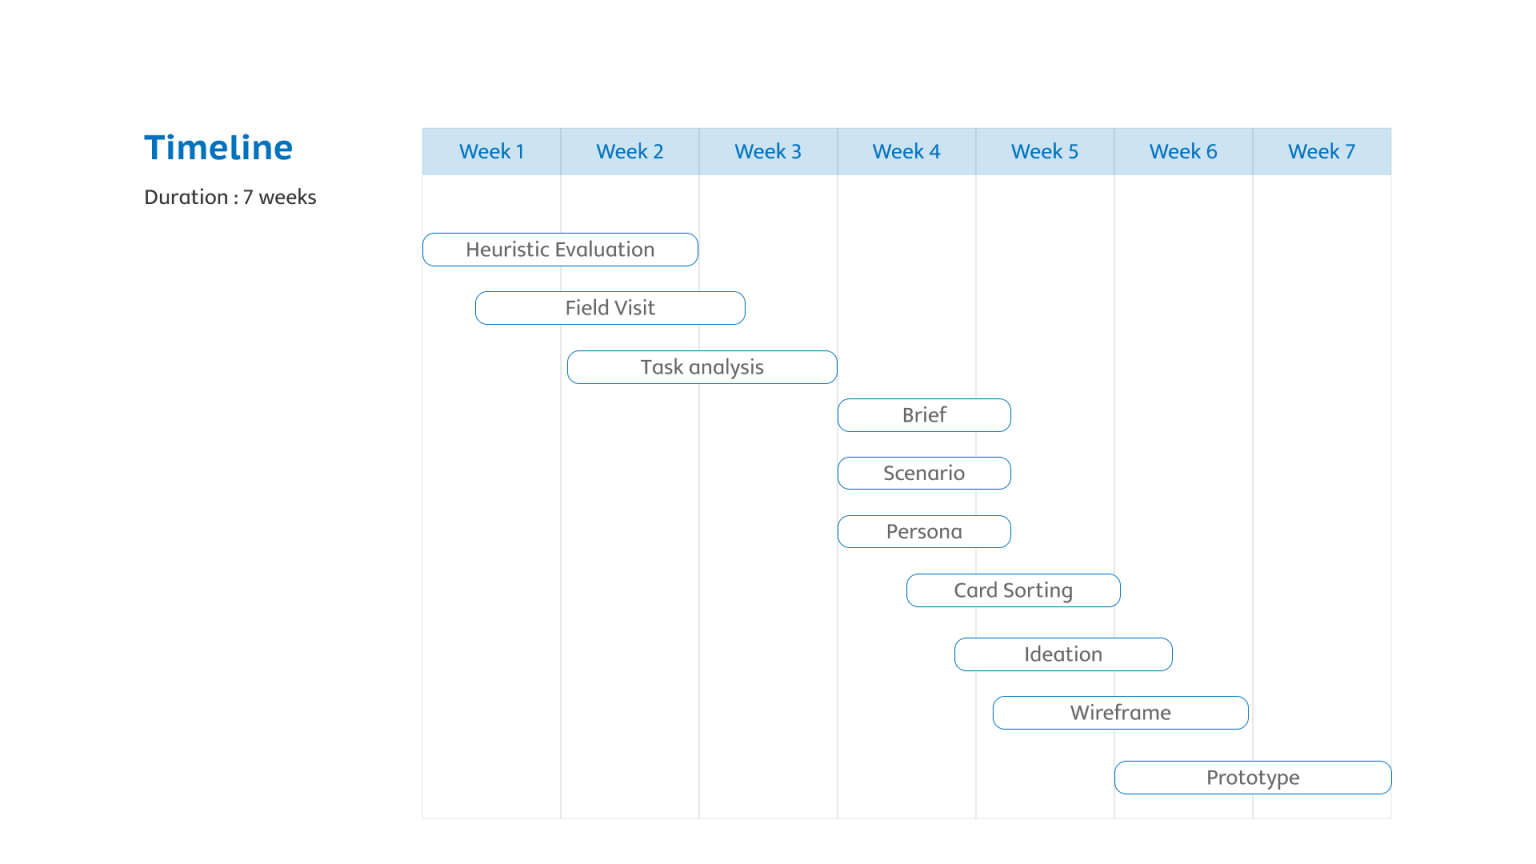 Timeline
Duration : 7 weeks
Week 1
Week 2
Week 3
Week 4
Week 5
Week 6
Week 7
Heuristic Evaluation
Field Visit
Task analysis
Brief
Scenario
Persona
Card Sorting
Ideation
Wireframe
Prototype